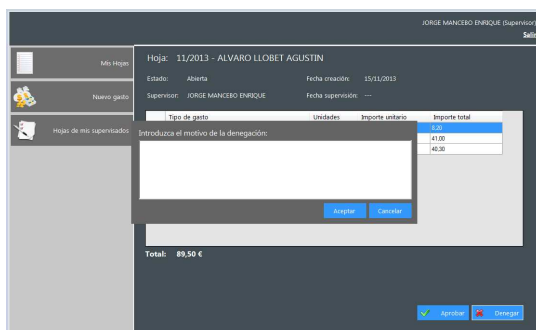 JORGE MANCEBO ENRIQUE (Supervisor)
Salir
Mis Hojas
Nuevo gasto
Hojas de mis supervisados
Hoja: 11/2013 - ALVARO LLOBET AGUSTIN
Estado: Abierta Fecha creación: 15/11/2013
Supervisor: JORGE MANCEBO ENRIQUE Fecha supervisión: ---
Tipo de gasto Unidades Importe unitario Importe total
8,20
41,00
40,30
Introduzca el motivo de la denegación:
Aceptar Cancelar
Total: 89,50 €
Aprobar Denegar